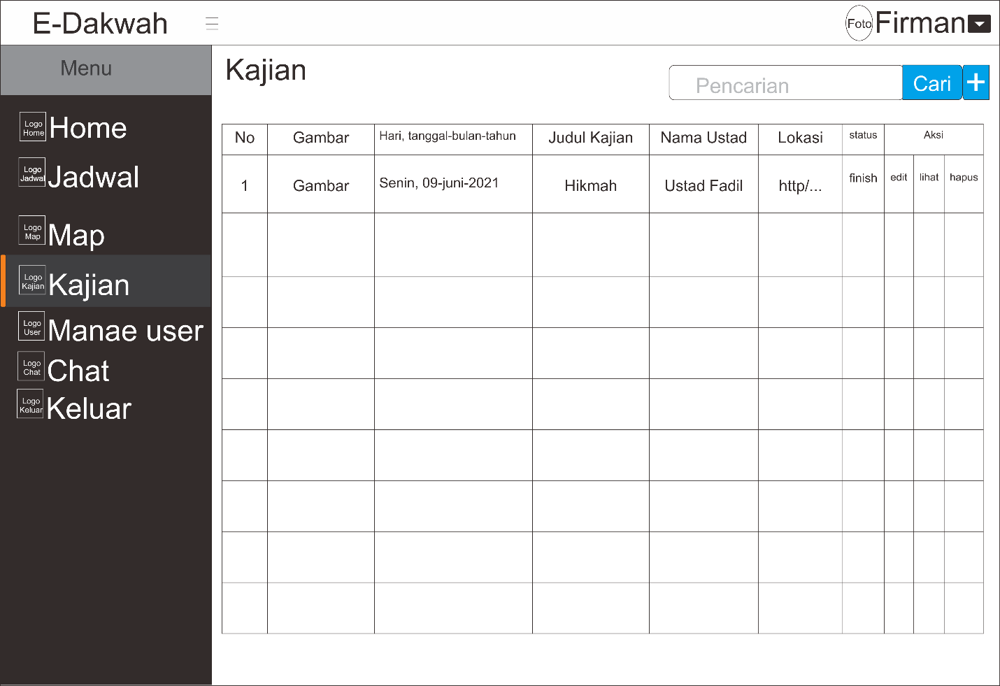 E-Dakwah
Foto
Firman
Menu
Logo
Home
Home
Logo
Jadwal
Jadwal
Logo
Map
Map
Logo
Kajian
Kajian
Logo
User
Manae user
Logo
Chat
Chat
Logo
Keluar
Keluar
Kajian
Pencarian
Cari +
No Gambar Hari, tanggal-bulan-tahun Judul Kajian Nama Ustad Lokasi status Aksi
1 Gambar Senin, 09-juni-2021 Hikmah Ustad Fadil http/... finish edit lihat hapus